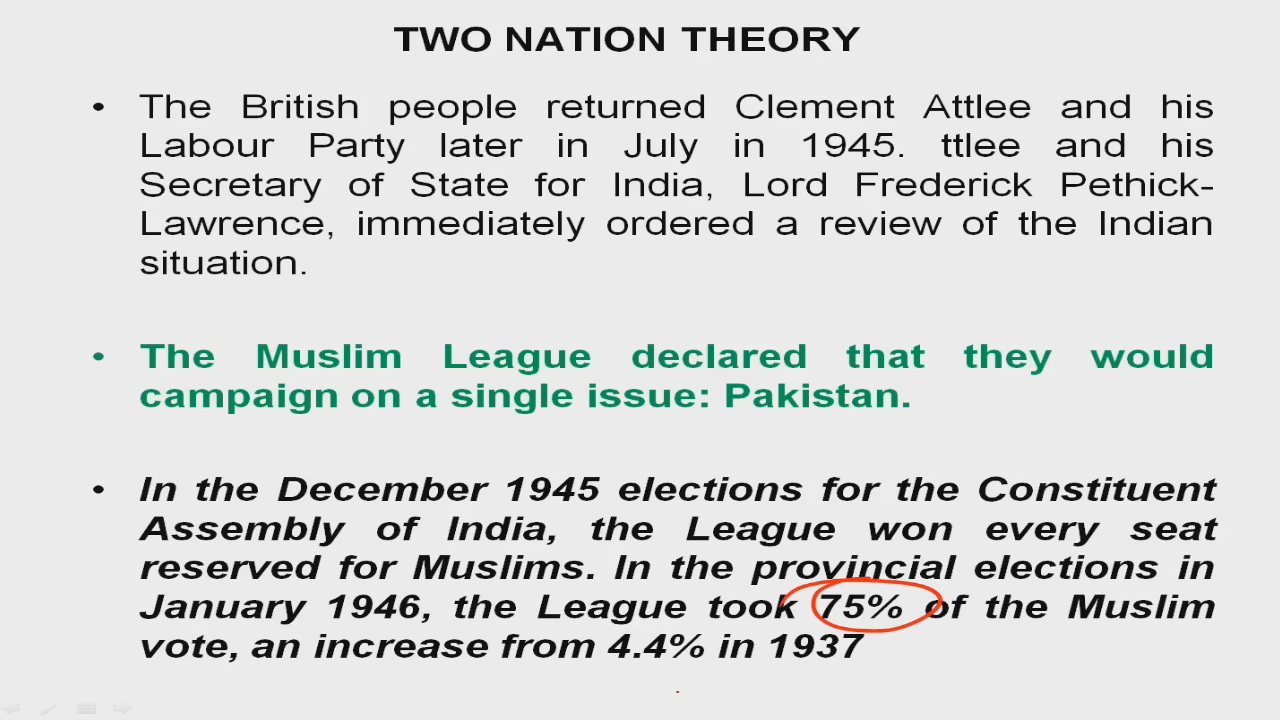 TWO NATION THEORY
• The British people returned Clement Attlee and his
Labour Party later in July in 1945. ttlee and his
Secretary of State for India, Lord Frederick Pethick-
Lawrence, immediately ordered a review of the Indian
situation.
• The Muslim League declared that they would
campaign on a single issue: Pakistan.
• In the December 1945 elections for the Constituent
Assembly of India, the League won every seat
reserved for Muslims. In the provincial elections in
January 1946, the League took 75% of the Muslim
vote, an increase from 4.4% in 1937